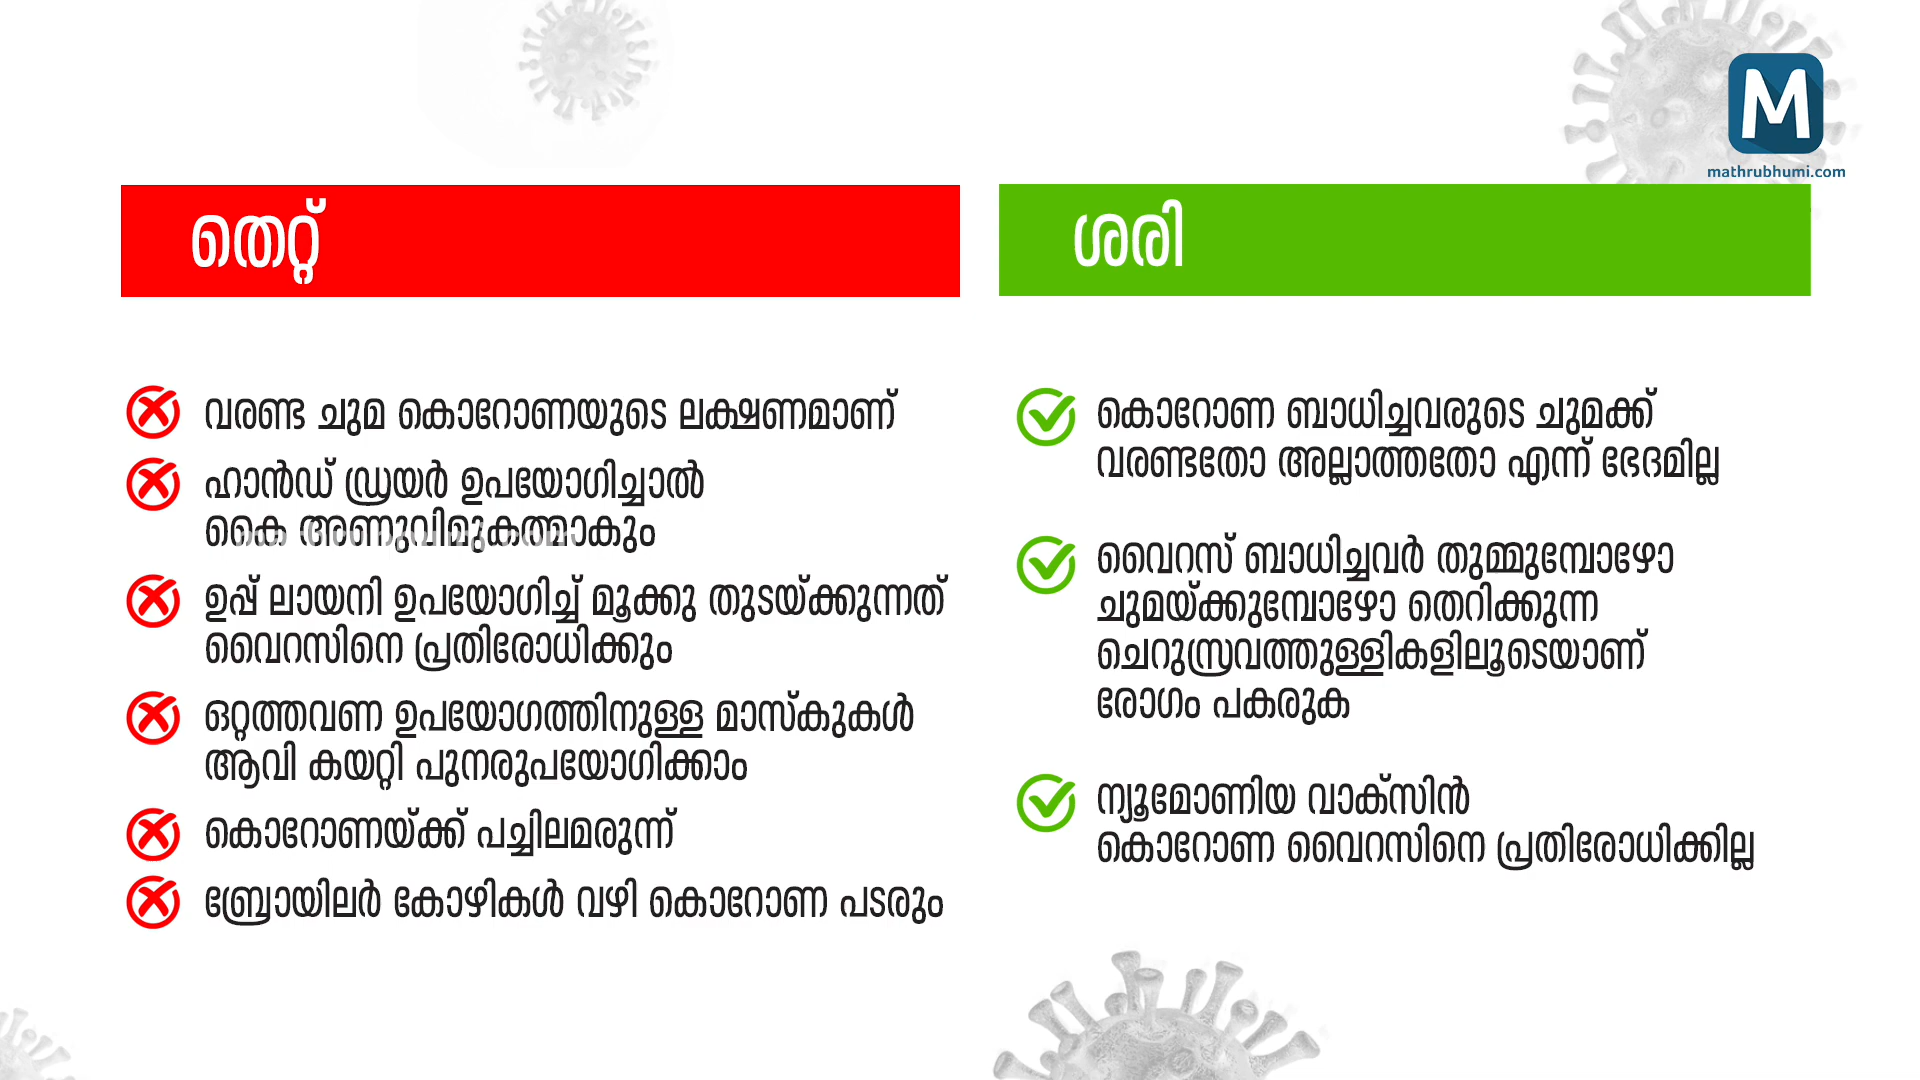 M
mathrubhumi.com
തെറ്റ്
വരണ്ട ചുമ കൊറോണയുടെ ലക്ഷണമാണ്
ഹാൻഡ് ഡ്രയർ ഉപയോഗിച്ചാൽ
കൈ അണുവിമുകത്മാകും
ഉപ്പ് ലായനി ഉപയോഗിച്ച് മൂക്കു തുടയ്ക്കുന്നത്
വൈറസിനെ പ്രതിരോധിക്കും
ഒറ്റത്തവണ ഉപയോഗത്തിനുള്ള മാസ്കുകൾ
ആവി കയറ്റി പുനരുപയോഗിക്കാം
കൊറോണയ്ക്ക് പച്ചിലമരുന്ന്
ബ്രോയിലർ കോഴികൾ വഴി കൊറോണ പടരും
ശരി
കൊറോണ ബാധിച്ചവരുടെ ചുമക്ക്
വരണ്ടതോ അല്ലാത്തതോ എന്ന് ഭേദമില്ല
വൈറസ് ബാധിച്ചവർ തുമ്മുമ്പോഴോ
ചുമയ്ക്കുമ്പോഴോ തെറിക്കുന്ന
ചെറുസ്രവത്തുള്ളികളിലൂടെയാണ്
രോഗം പകരുക
ന്യൂമോണിയ വാക്സിൻ
കൊറോണ വൈറസിനെ പ്രതിരോധിക്കില്ല